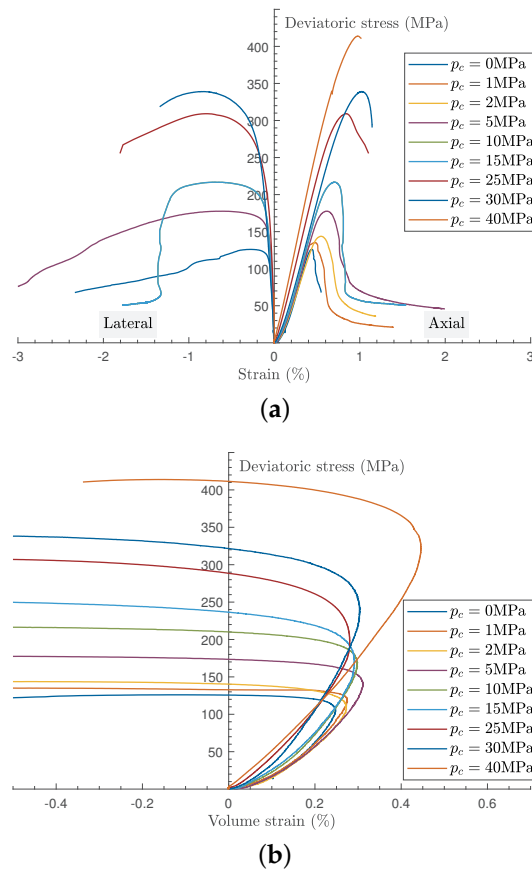 Deviatoric stress (MPa)
400
350
300
250
200
150
100
50
p_c = 0MPa
p_c = 1MPa
p_c = 2MPa
p_c = 5MPa
p_c = 10MPa
p_c = 15MPa
p_c = 25MPa
p_c = 30MPa
p_c = 40MPa
Lateral
Axial
-3 -2 -1 0 1 2 3
Strain (%)
(a)
Deviatoric stress (MPa)
400
350
300
250
200
150
100
50
p_c = 0MPa
p_c = 1MPa
p_c = 2MPa
p_c = 5MPa
p_c = 10MPa
p_c = 15MPa
p_c = 25MPa
p_c = 30MPa
p_c = 40MPa
-0.4 -0.2 0 0.2 0.4 0.6
Volume strain (%)
(b)